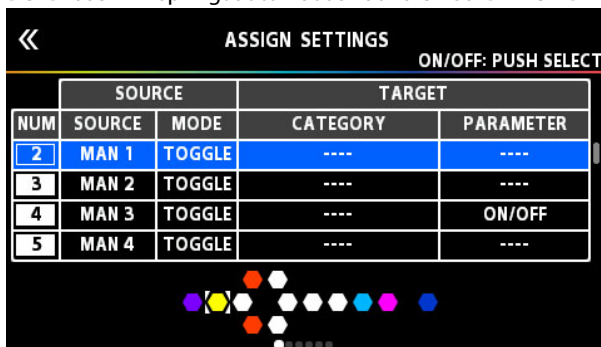 «
ASSIGN SETTINGS
ON/OFF: PUSH SELECT
SOURCE TARGET
NUM SOURCE MODE CATEGORY PARAMETER
2 MAN 1 TOGGLE ---- ----
3 MAN 2 TOGGLE ---- ----
4 MAN 3 TOGGLE ---- ON/OFF
5 MAN 4 TOGGLE ---- ----